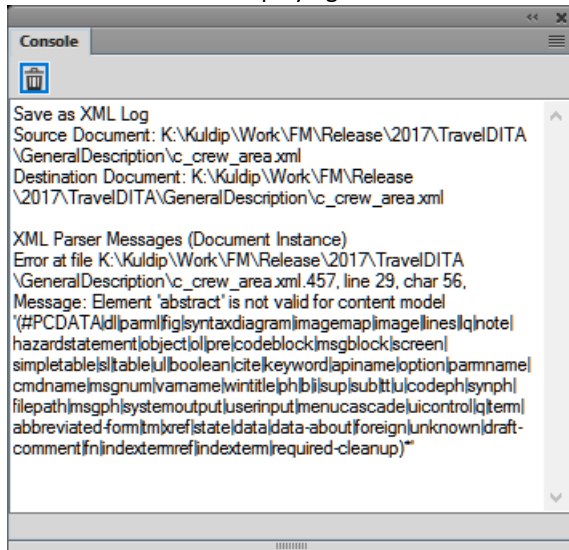 Console
Save as XML Log
Source Document: K:\Kuldip\Work\FM\Release\2017\TravelDITA
\GeneralDescription\c_crew_area.xml
Destination Document: K:\Kuldip\Work\FM\Release
\2017\TravelDITA\GeneralDescription\c_crew_area.xml
XML Parser Messages (Document Instance)
Error at file K:\Kuldip\Work\FM\Release\2017\TravelDITA
\GeneralDescription\c_crew_area.xml.457, line 29, char 56,
Message: Element 'abstract' is not valid for content model
'(#PCDATA|dl|parml|fig|syntaxdiagram|imagemap|image|lines|lq|note|
hazardstatement|object|ol|pre|codeblock|msgblock|screen|
simpletable|sl|table|ul|boolean|cite|keyword|apiname|option|parmname|
cmdname|msgnum|varname|wintitle|ph|b|i|sup|sub|tt|u|codeph|synph|
filepath|msgph|systemoutput|userinput|menucascade|uicontrol|q|term|
abbreviated-form|tm|xref|state|data|data-about|foreign|unknown|draft-
comment|fn|indextermref|indexterm|required-cleanup)*'